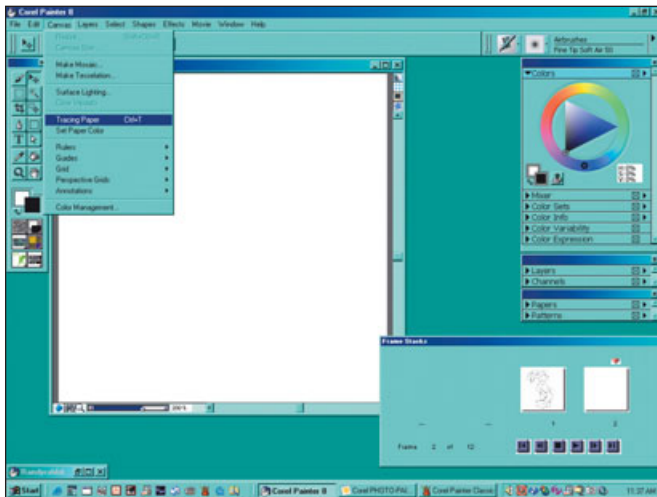 Corel Painter 8
File Edit Canvas Layers Select Shapes Effects Movie Window Help
Airbrushes
Fine Tip Soft Air 50
Make Mosaic...
Make Tesselation...
Surface Lighting...
Tracing Paper Ctrl+T
Set Paper Color
Rulers
Guides
Grid
Perspective Grids
Annotations
Color Management...
Colors
Mixer
Color Sets
Color Info
Color Variability
Color Expression
Layers
Channels
Papers
Patterns
Frame Stacks
1 2
Frame 2 of 12
Start
Corel Painter 8
Corel PHOTO-PAI...
Corel Painter Classic
11:37 AM